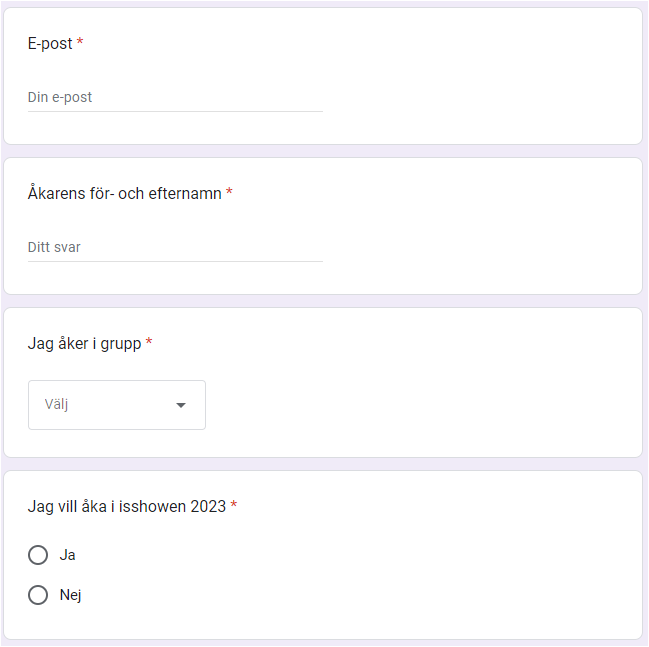 E-post *
Din e-post
Åkarens för- och efternamn *
Ditt svar
Jag åker i grupp *
Välj
Jag vill åka i isshowen 2023 *
Ja
Nej